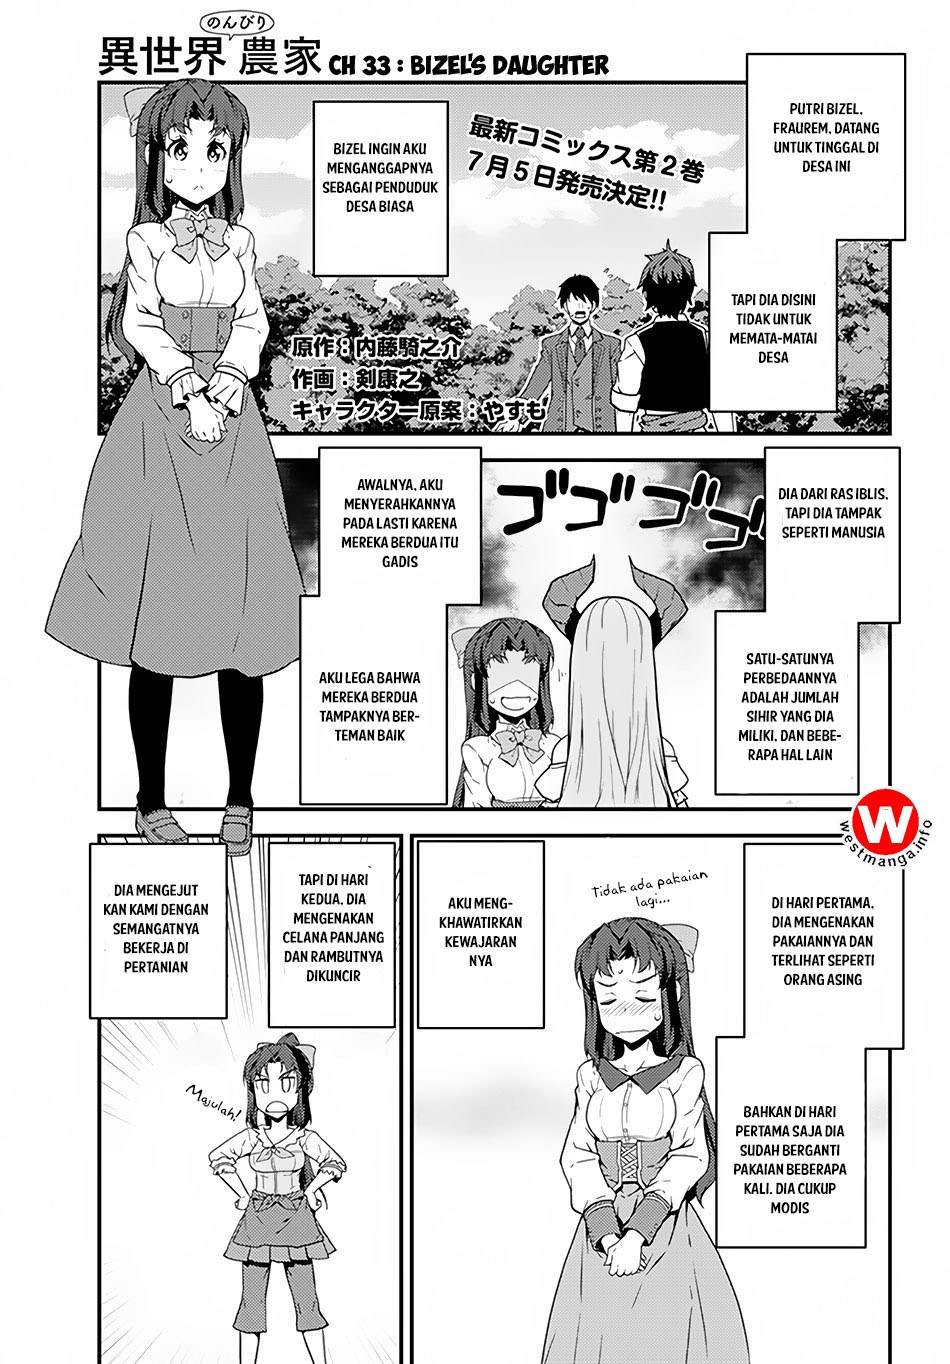 異世界のんびり農家 CH 33 : BIZEL'S DAUGHTER
PUTRI BIZEL,
FRAUREM, DATANG
UNTUK TINGGAL DI
DESA INI
TAPI DIA DISINI
TIDAK UNTUK
MEMATA-MATAI
DESA
最新コミックス第2巻
7月5日発売決定!!
BIZEL INGIN AKU
MENGANGGAPNYA
SEBAGAI PENDUDUK
DESA BIASA
原作：内藤騎之介
作画：剣康之
キャラクター原案：やすも
DIA DARI RAS IBLIS,
TAPI DIA TAMPAK
SEPERTI MANUSIA
SATU-SATUNYA
PERBEDAANNYA
ADALAH JUMLAH
SIHIR YANG DIA
MILIKI, DAN BEBE-
RAPA HAL LAIN
ゴゴゴゴ
AWALNYA, AKU
MENYERAHKANNYA
PADA LASTI KARENA
MEREKA BERDUA ITU
GADIS
AKU LEGA BAHWA
MEREKA BERDUA
TAMPAKNYA BER-
TEMAN BAIK
W
westmanga.info
DI HARI PERTAMA,
DIA MENGENAKAN
PAKAIANNYA DAN
TERLIHAT SEPERTI
ORANG ASING
BAHKAN DI HARI
PERTAMA SAJA DIA
SUDAH BERGANTI
PAKAIAN BEBERAPA
KALI. DIA CUKUP
MODIS
Tidak ada pakaian
lagi...
AKU MENG-
KHAWATIRKAN
KEWAJARAN
NYA
TAPI DI HARI
KEDUA, DIA
MENGENAKAN
CELANA PANJANG
DAN RAMBUTNYA
DIKUNCIR
DIA MENGEJUT
KAN KAMI DENGAN
SEMANGATNYA
BEKERJA DI
PERTANIAN
Majulah!